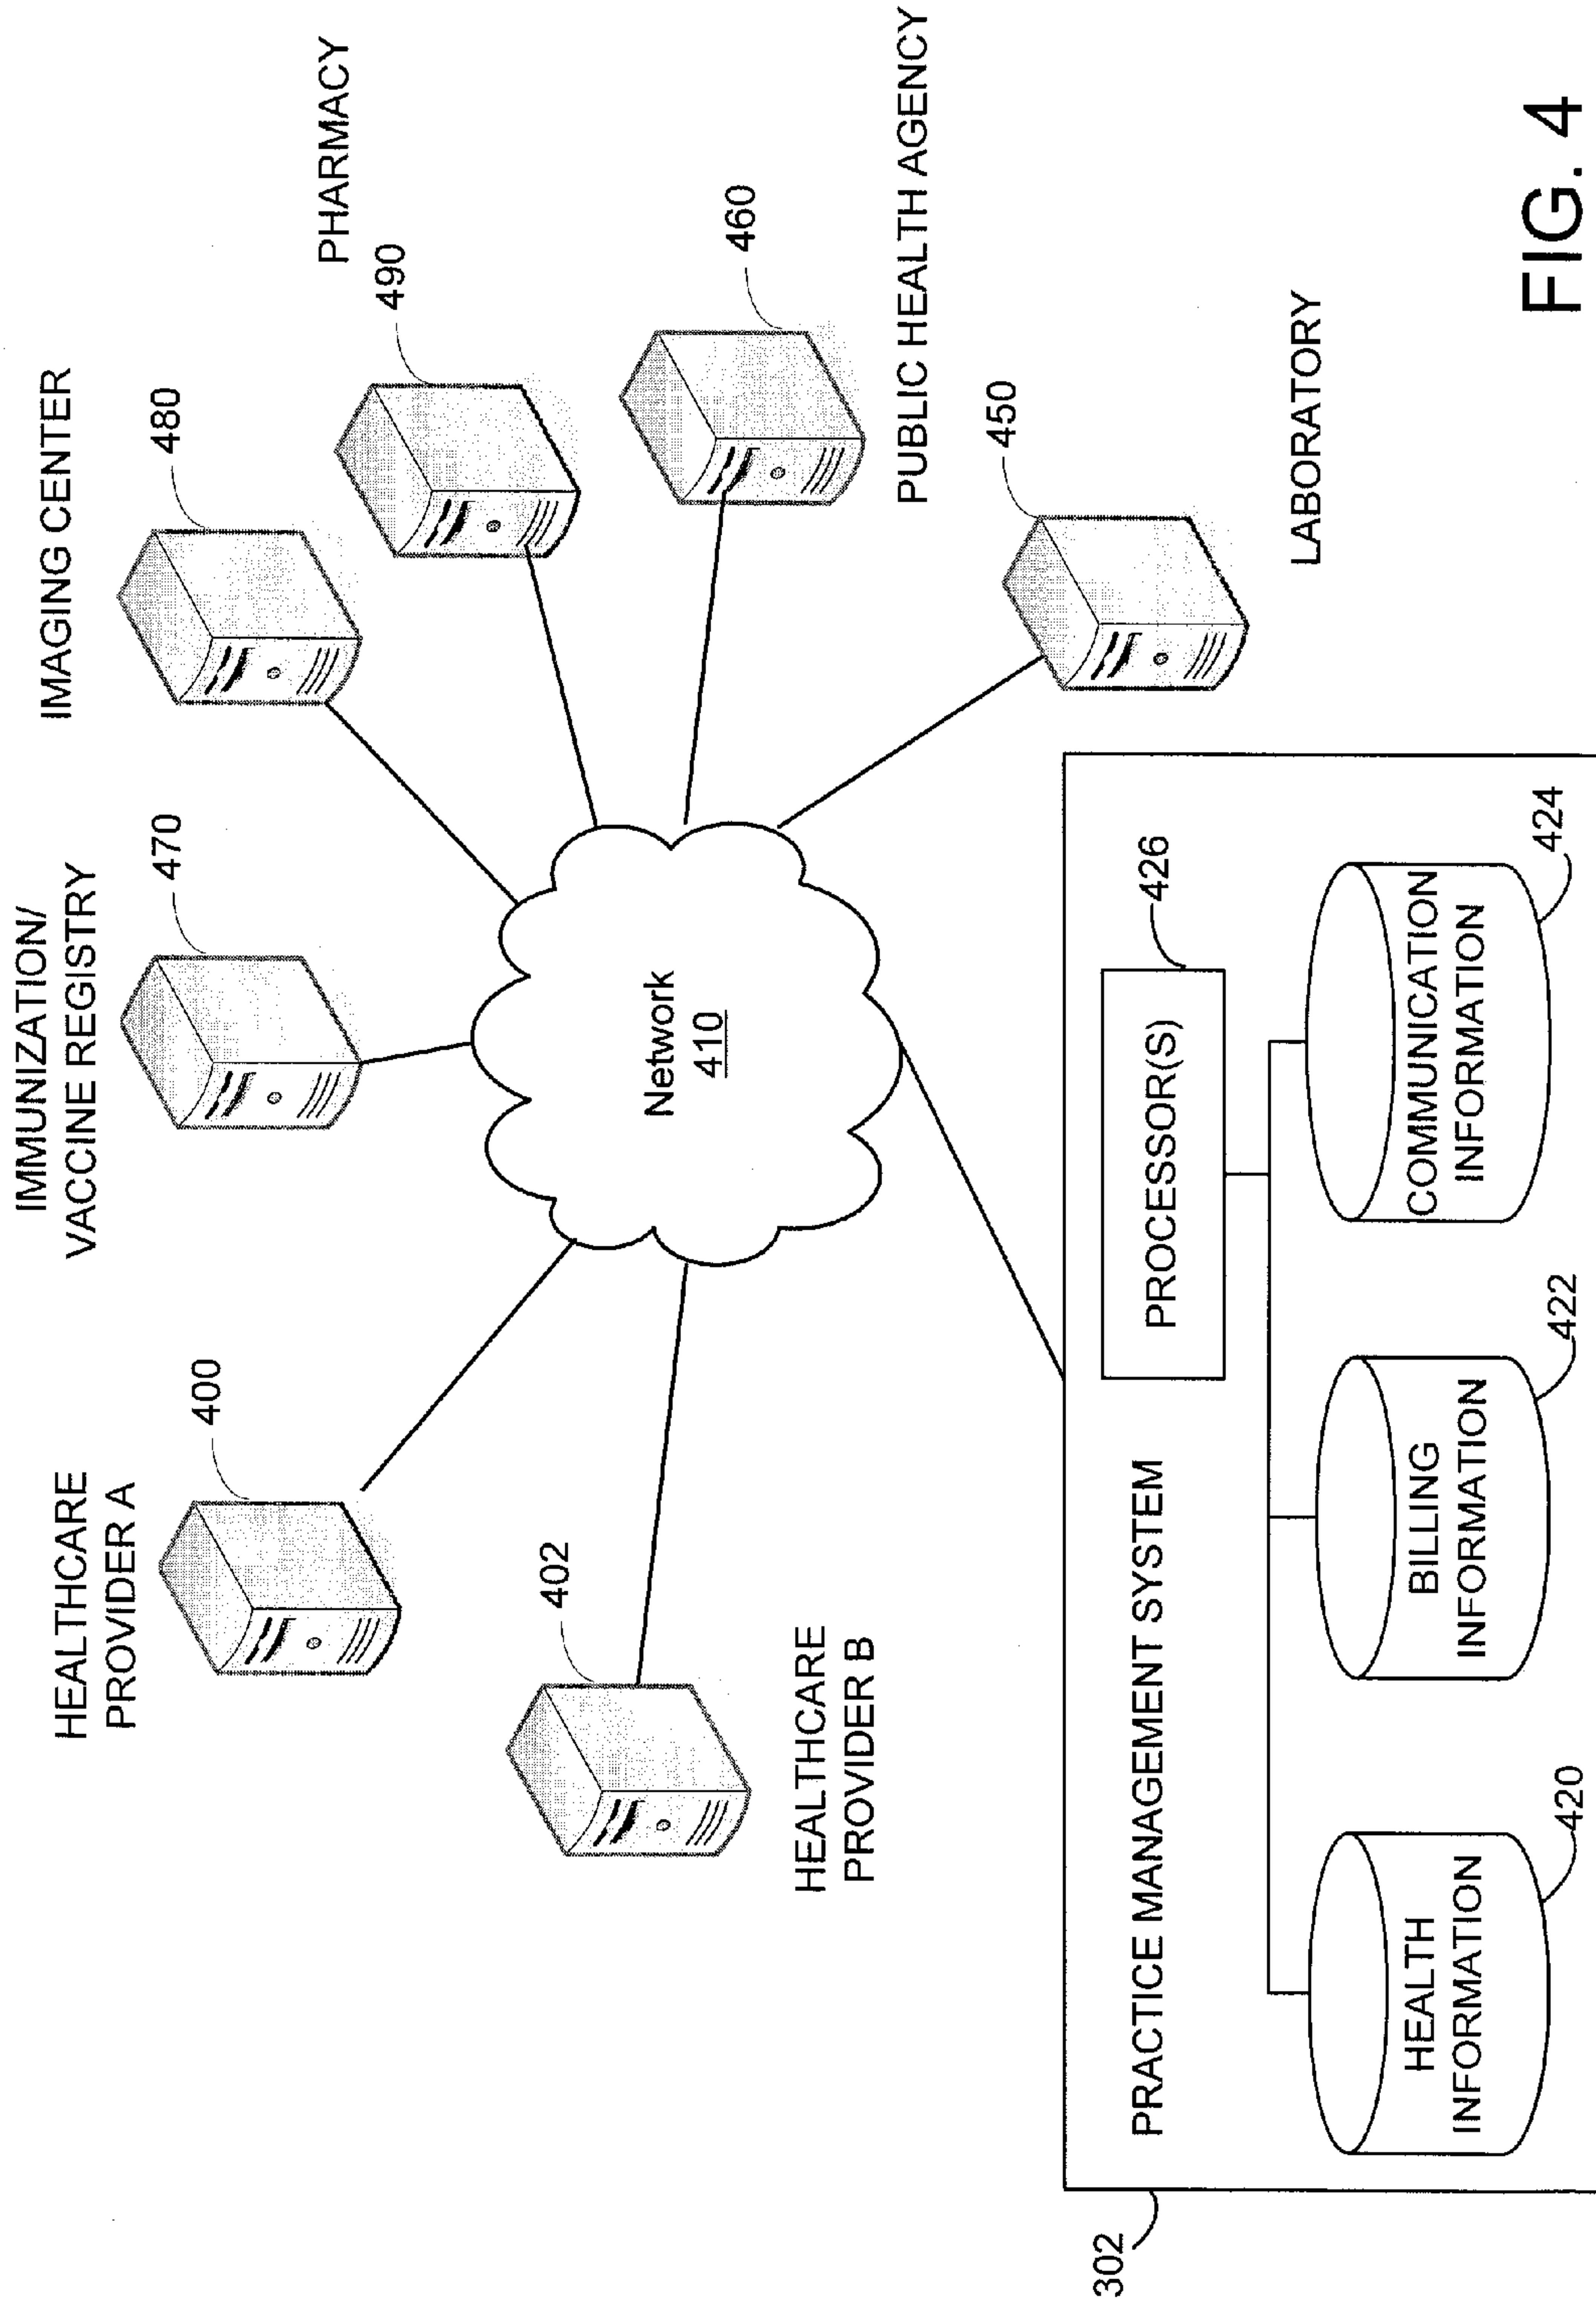 IMMUNIZATION/
VACCINE REGISTRY
470
IMAGING CENTER
480
HEALTHCARE
PROVIDER A
400
PHARMACY
490
402
HEALTHCARE
PROVIDER B
Network
410
460
PUBLIC HEALTH AGENCY
450
LABORATORY
302
PRACTICE MANAGEMENT SYSTEM
PROCESSOR(S)
426
HEALTH
INFORMATION
420
BILLING
INFORMATION
422
COMMUNICATION
INFORMATION
424
FIG. 4